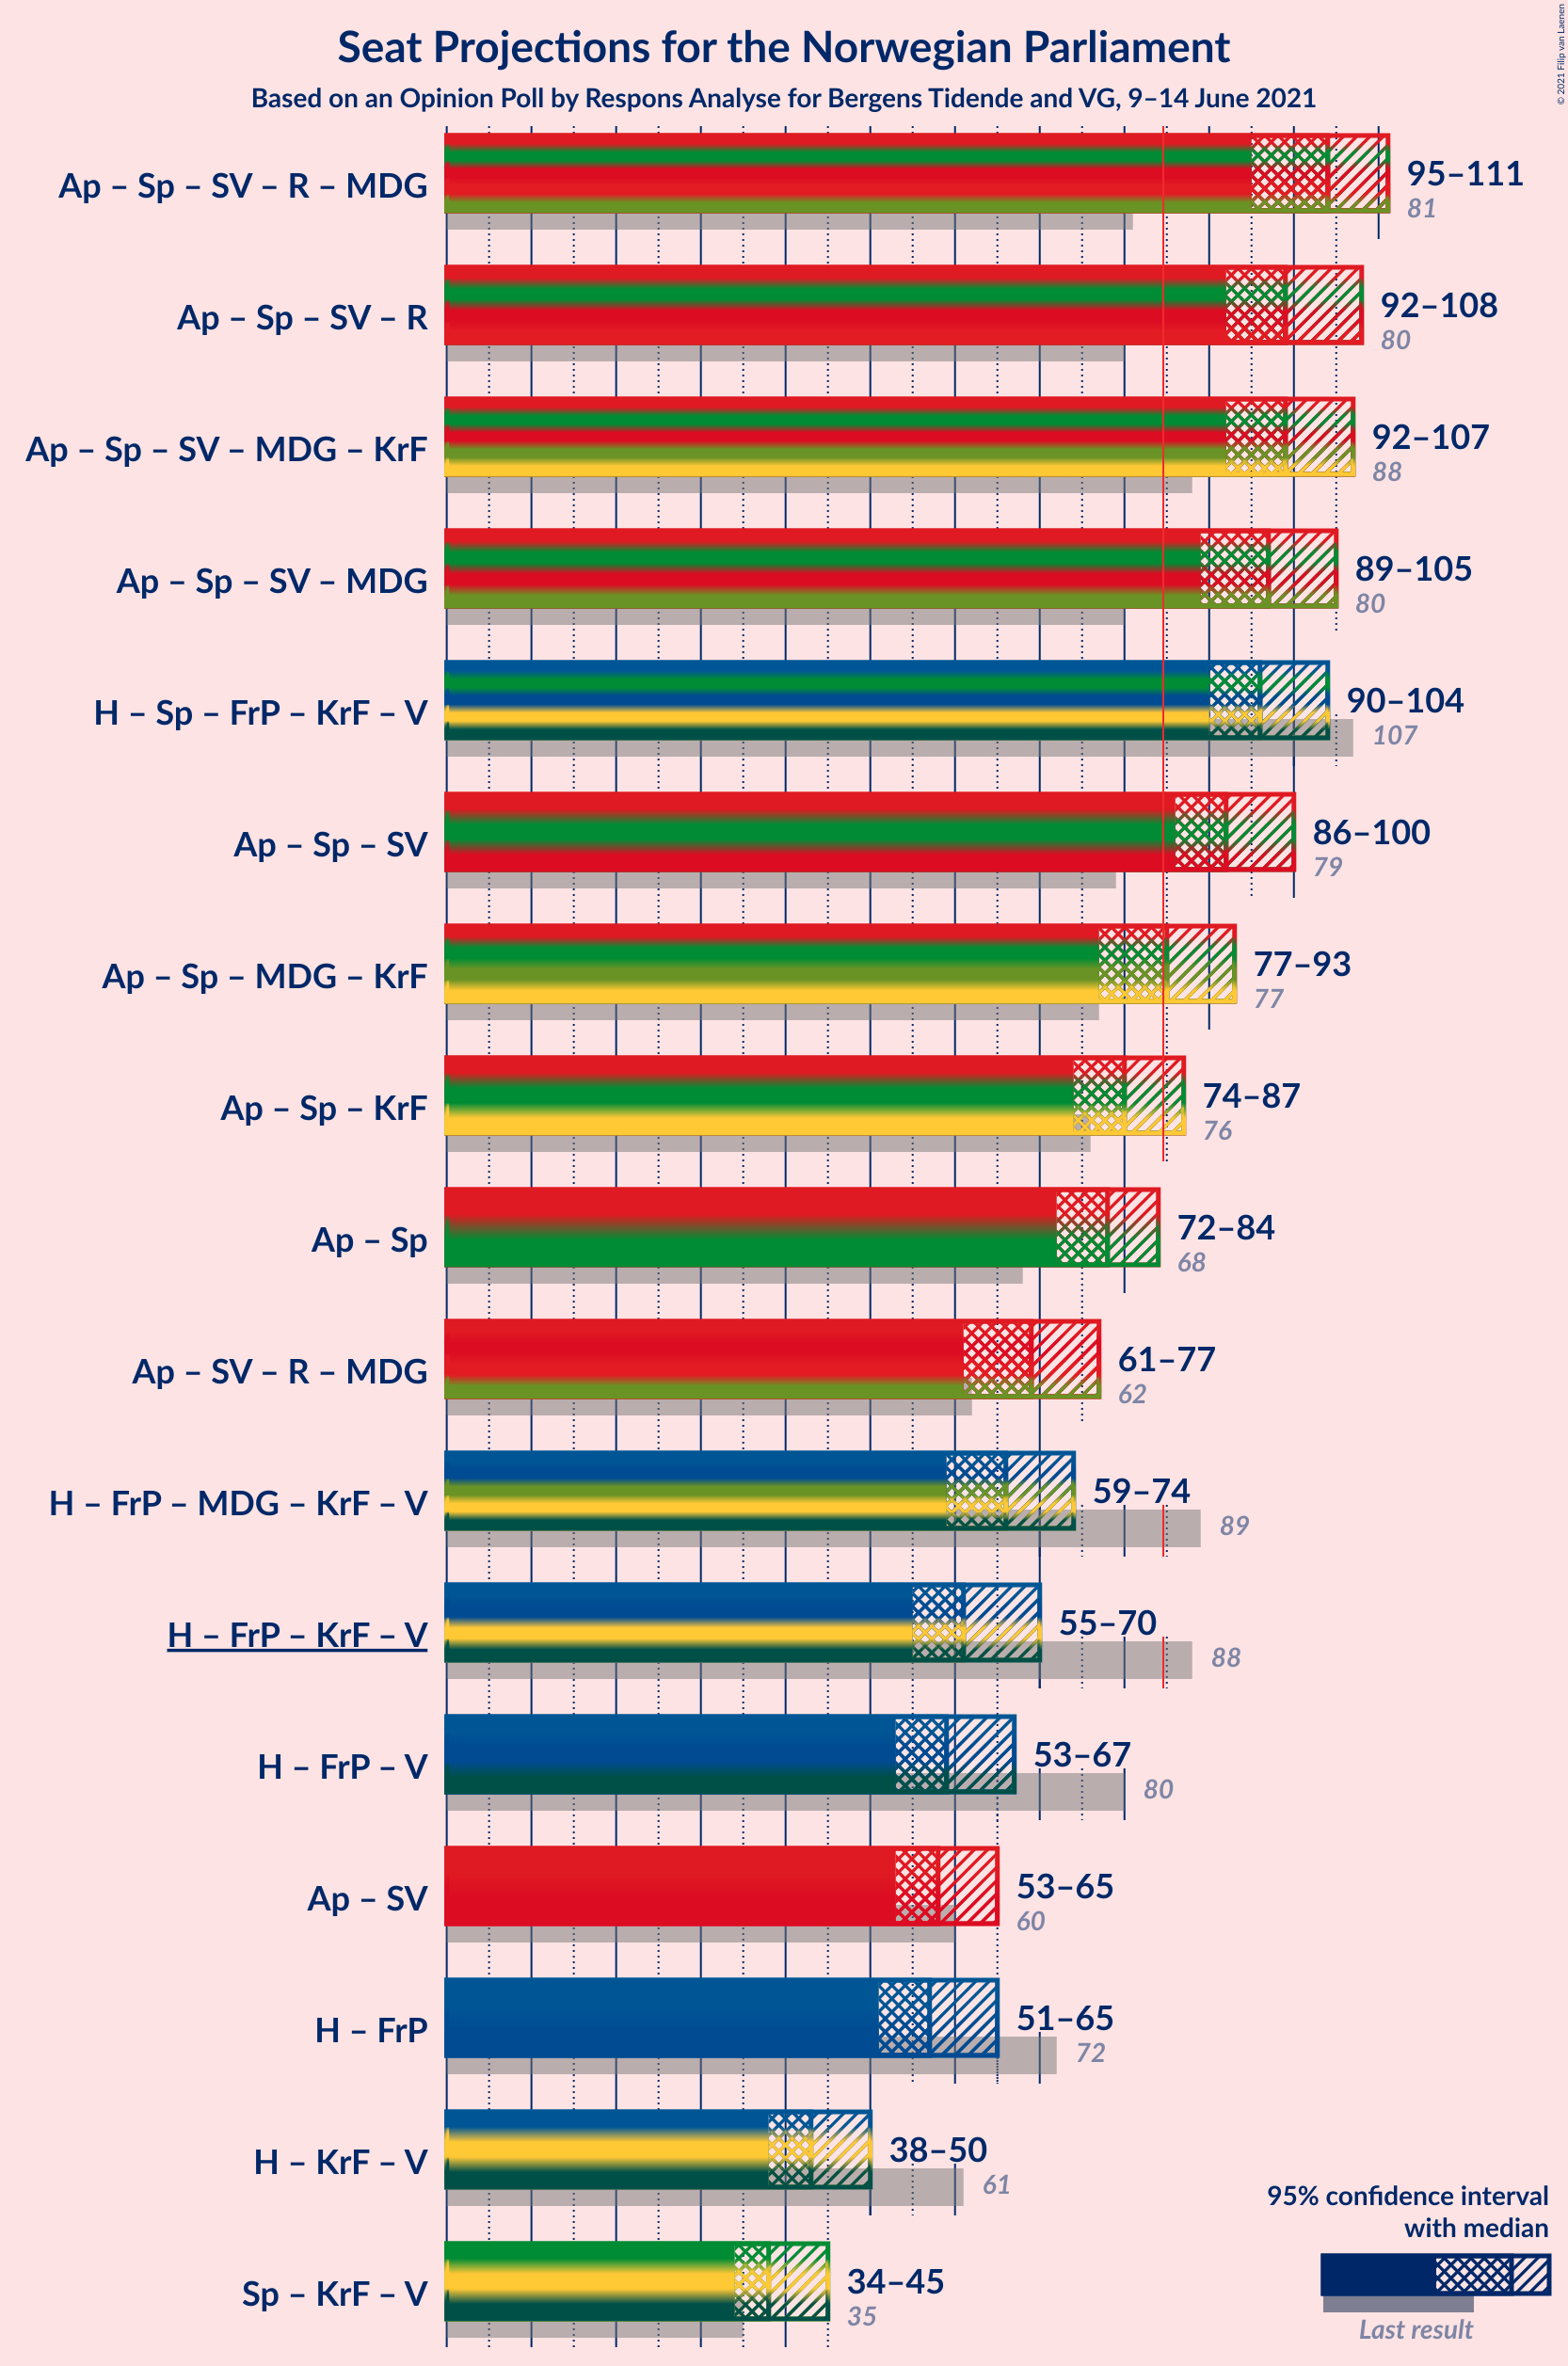 Seat Projections for the Norwegian Parliament
Based on an Opinion Poll by Respons Analyse for Bergens Tidende and VG, 9–14 June 2021
© 2021 Filip van Laenen
Ap – Sp – SV – R – MDG
95–111
81
Ap – Sp – SV – R
92–108
80
Ap – Sp – SV – MDG – KrF
92–107
88
Ap – Sp – SV – MDG
89–105
80
H – Sp – FrP – KrF – V
90–104
107
Ap – Sp – SV
86–100
79
Ap – Sp – MDG – KrF
77–93
77
Ap – Sp – KrF
74–87
76
Ap – Sp
72–84
68
Ap – SV – R – MDG
61–77
62
H – FrP – MDG – KrF – V
59–74
89
H – FrP – KrF – V
55–70
88
H – FrP – V
53–67
80
Ap – SV
53–65
60
H – FrP
51–65
72
H – KrF – V
38–50
61
Sp – KrF – V
34–45
35
95% confidence interval
with median
Last result